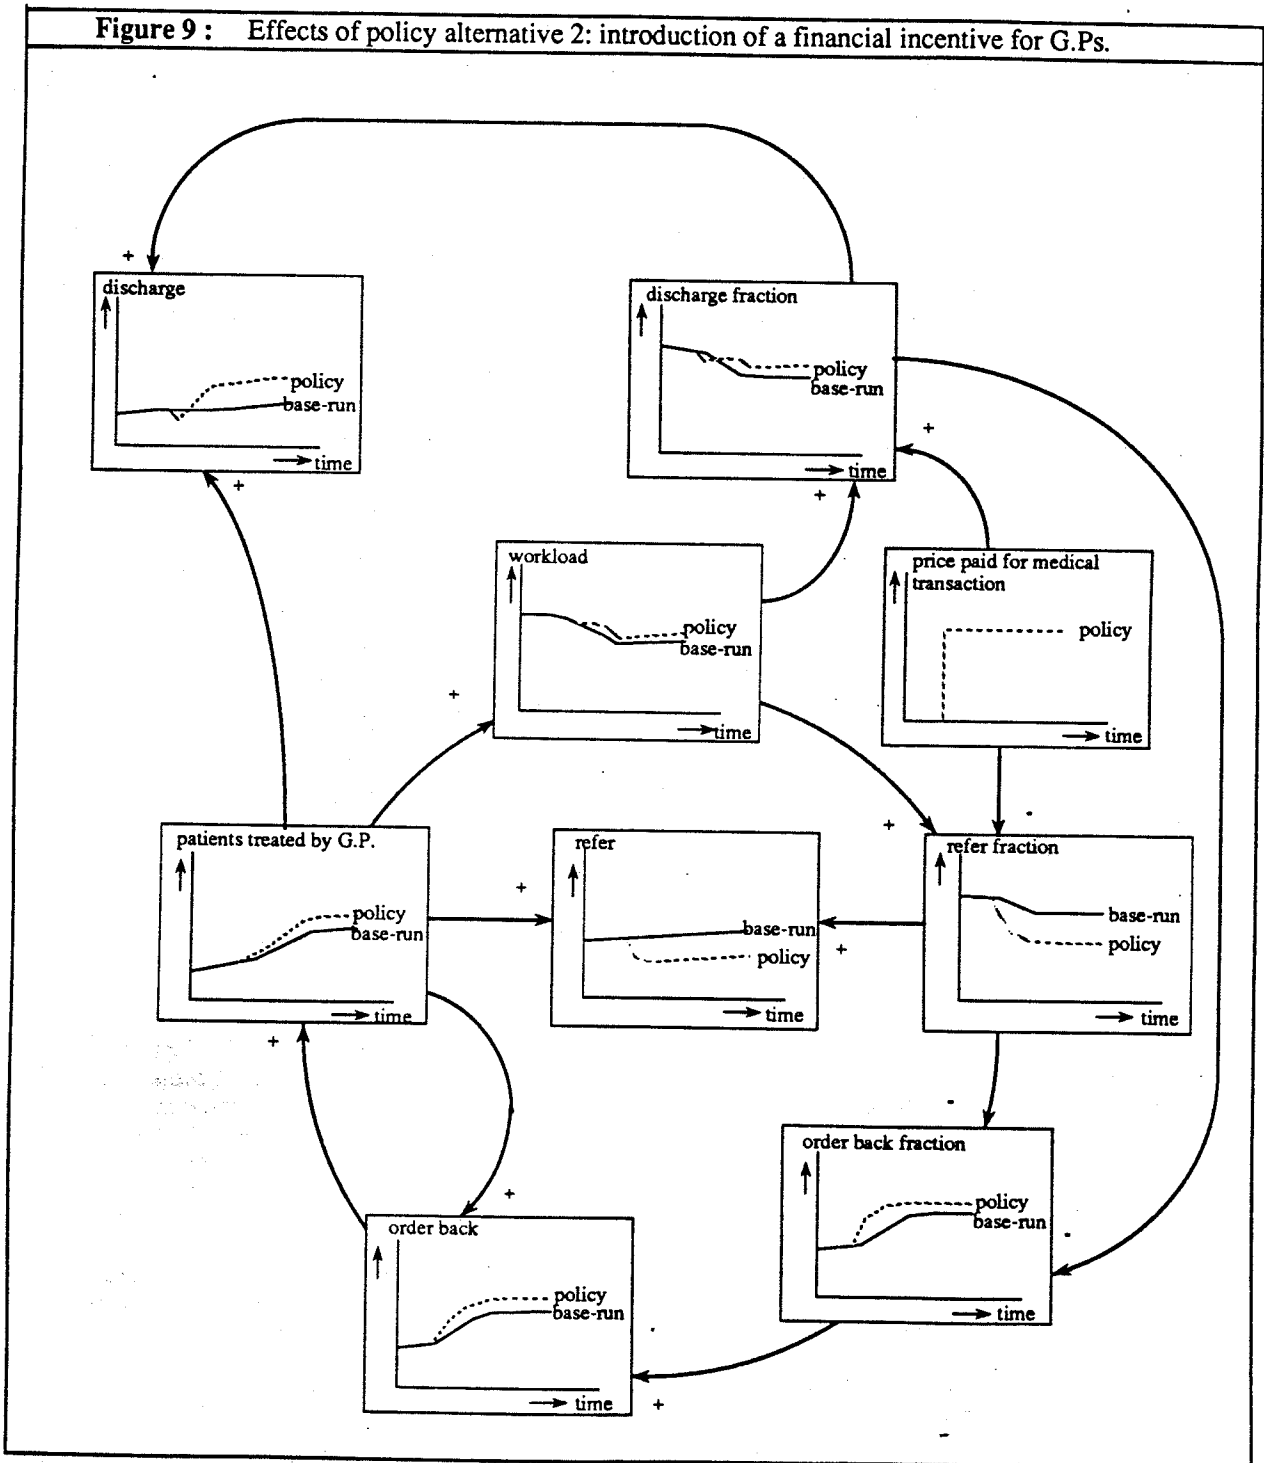 Figure 9 : Effects of policy alternative 2: introduction of a financial incentive for G.Ps.
+
discharge
policy
base-run
time
+
discharge fraction
policy
base-run
time
+
+
workload
policy
base-run
time
+
price paid for medical
transaction
policy
time
-
patients treated by G.P.
policy
base-run
time
+
refer
base-run
policy
time
+
+
refer fraction
base-run
policy
time
+
-
order back fraction
policy
base-run
time
-
+
order back
policy
base-run
time
+